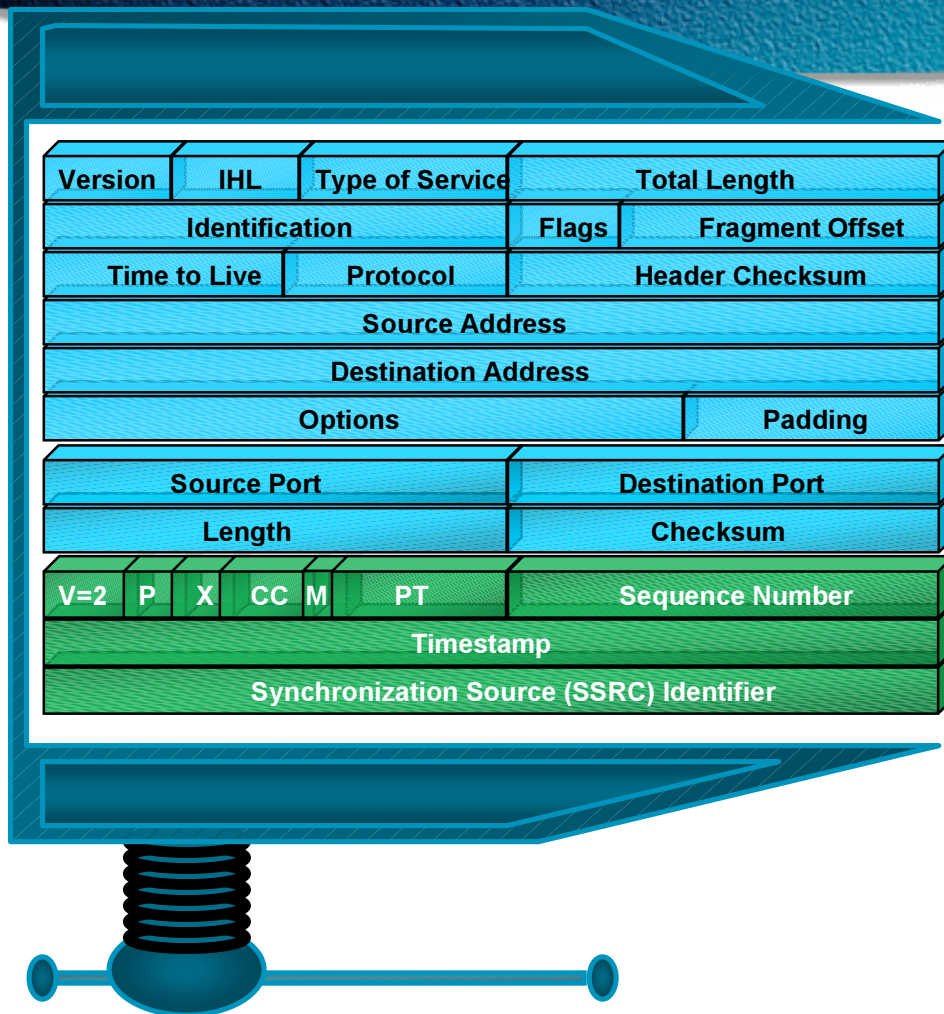 Version IHL Type of Service Total Length
Identification Flags Fragment Offset
Time to Live Protocol Header Checksum
Source Address
Destination Address
Options Padding
Source Port Destination Port
Length Checksum
V=2 P X CC M PT Sequence Number
Timestamp
Synchronization Source (SSRC) Identifier